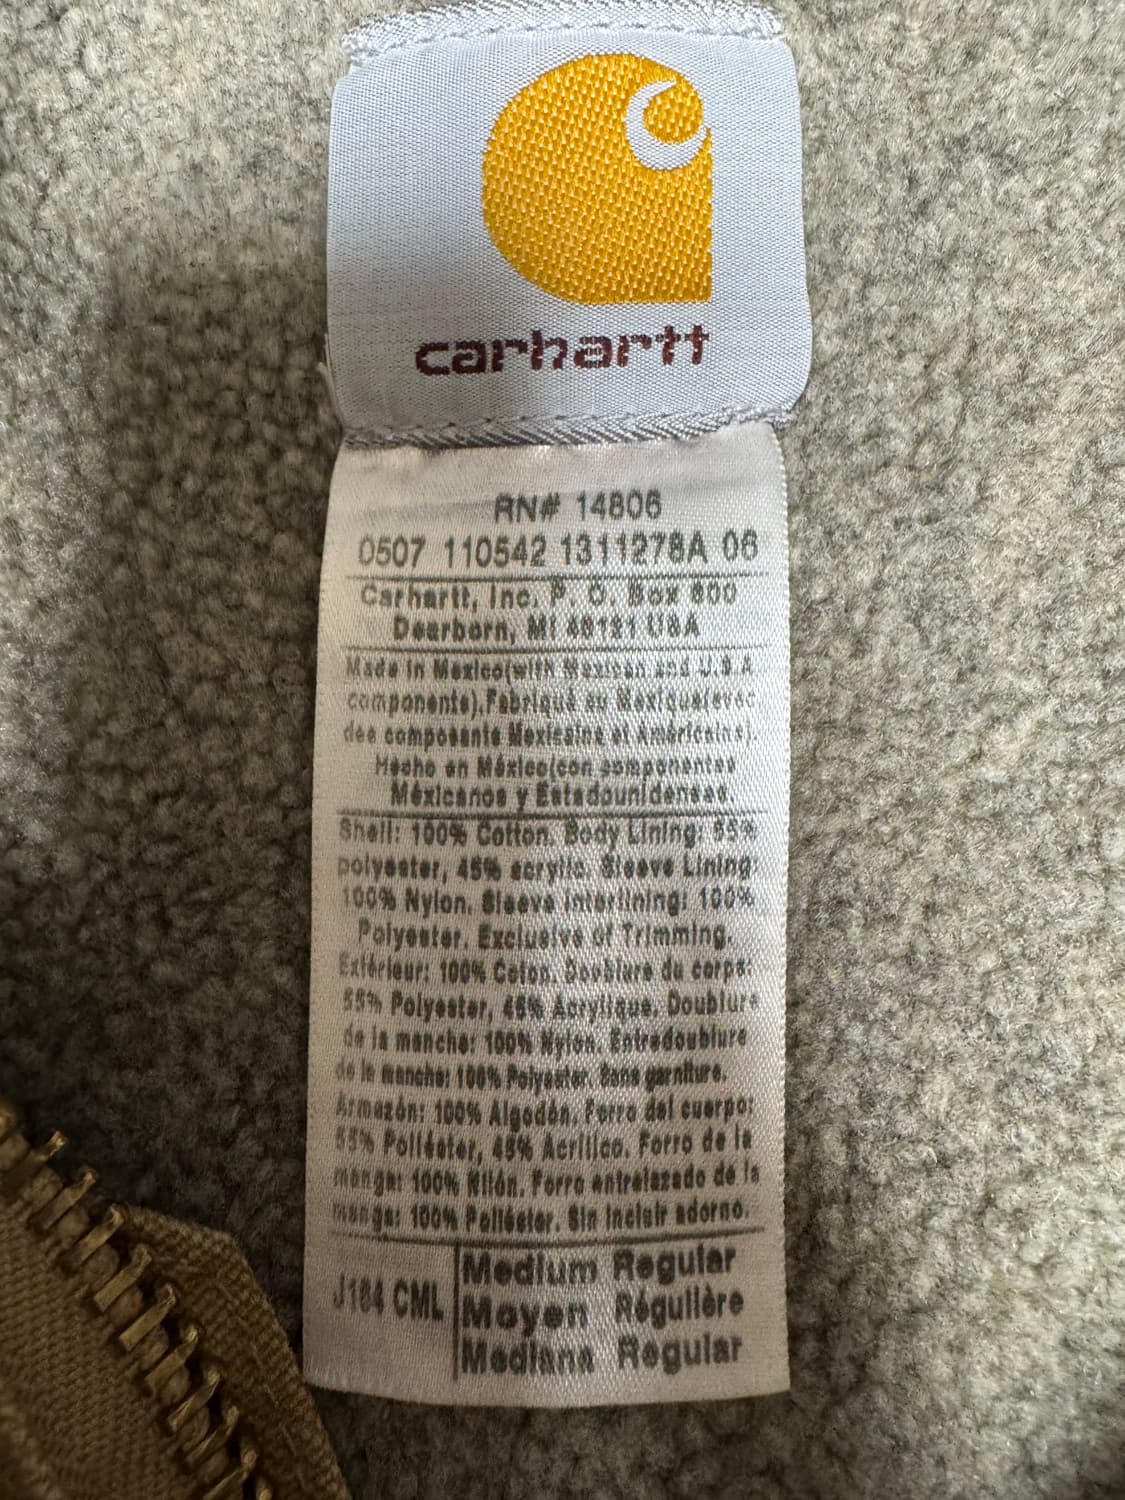 carhartt
RN# 14806
0507 110542 1311278A 06
Carhartt, Inc. P. O. Box 600
Dearborn, MI 48121 USA
Made in Mexico(with Mexican and U.S.A
components).Fabriqué au Mexique(avec
des composants Mexicains et Américains).
Hecho en México(con componentes
Méxicanos y Estadounidenses.
Shell: 100% Cotton. Body Lining: 55%
polyester, 45% acrylic. Sleeve Lining:
100% Nylon. Sleeve Interlining: 100%
Polyester. Exclusive of Trimming.
Extérieur: 100% Coton. Doublure du corps:
55% Polyester, 45% Acrylique. Doublure
de la manche: 100% Nylon. Entredoublure
de la manche: 100% Polyester. Sans garniture.
Armazón: 100% Algodón. Forro del cuerpo:
55% Poliéster, 45% Acrílico. Forro de la
manga: 100% Nilón. Forro entrelazado de la
manga: 100% Poliéster. Sin incluir adorno.
J184 CML
Medium Regular
Moyen Régulière
Mediana Regular